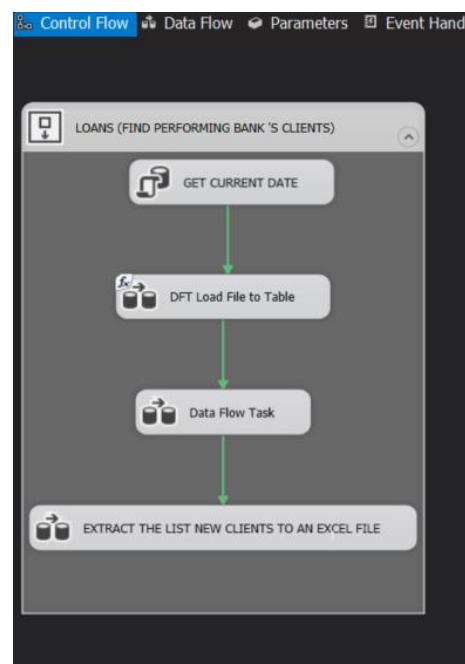 Control Flow Data Flow Parameters Event Hand
LOANS (FIND PERFORMING BANK 'S CLIENTS)
GET CURRENT DATE
fx
DFT Load File to Table
Data Flow Task
EXTRACT THE LIST NEW CLIENTS TO AN EXCEL FILE